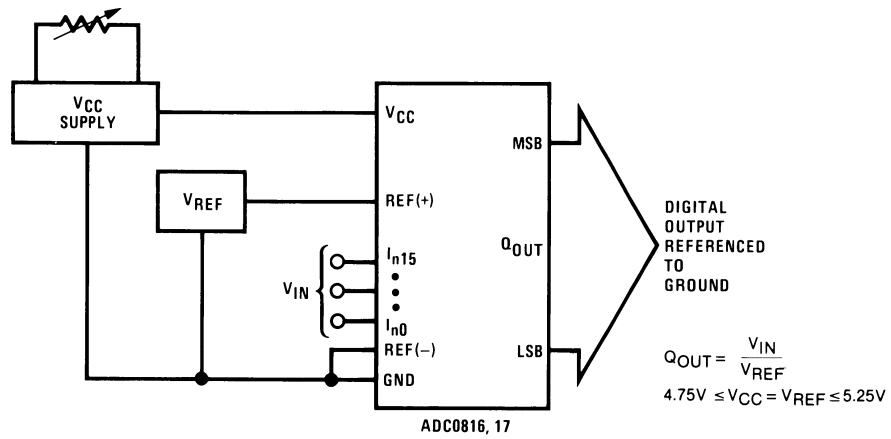 VCC
SUPPLY
VCC
MSB
VREF
REF(+)
DIGITAL
OUTPUT
REFERENCED
TO
GROUND
QOUT
In15
VIN
In0
REF(−)
LSB
GND
QOUT = VIN
VREF
4.75V ≤ VCC = VREF ≤ 5.25V
ADC0816, 17